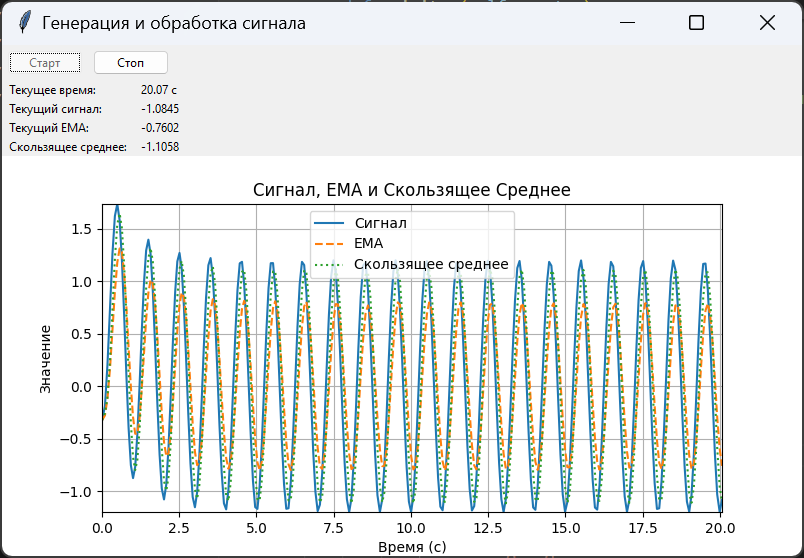 Генерация и обработка сигнала
Старт Стоп
Текущее время: 20.07 с
Текущий сигнал: -1.0845
Текущий EMA: -0.7602
Скользящее среднее: -1.1058
Сигнал, EMA и Скользящее Среднее
Сигнал
EMA
Скользящее среднее
1.5
1.0
0.5
0.0
−0.5
−1.0
Значение
0.0 2.5 5.0 7.5 10.0 12.5 15.0 17.5 20.0
Время (с)